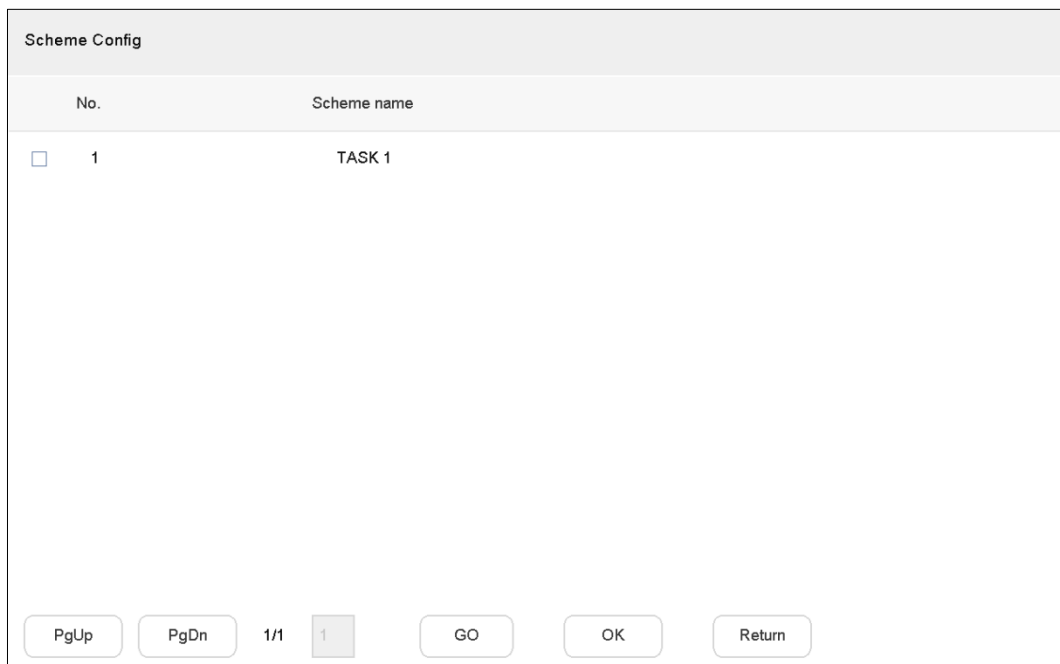 Scheme Config
No. Scheme name
1 TASK 1
PgUp PgDn 1/1 1 GO OK Return